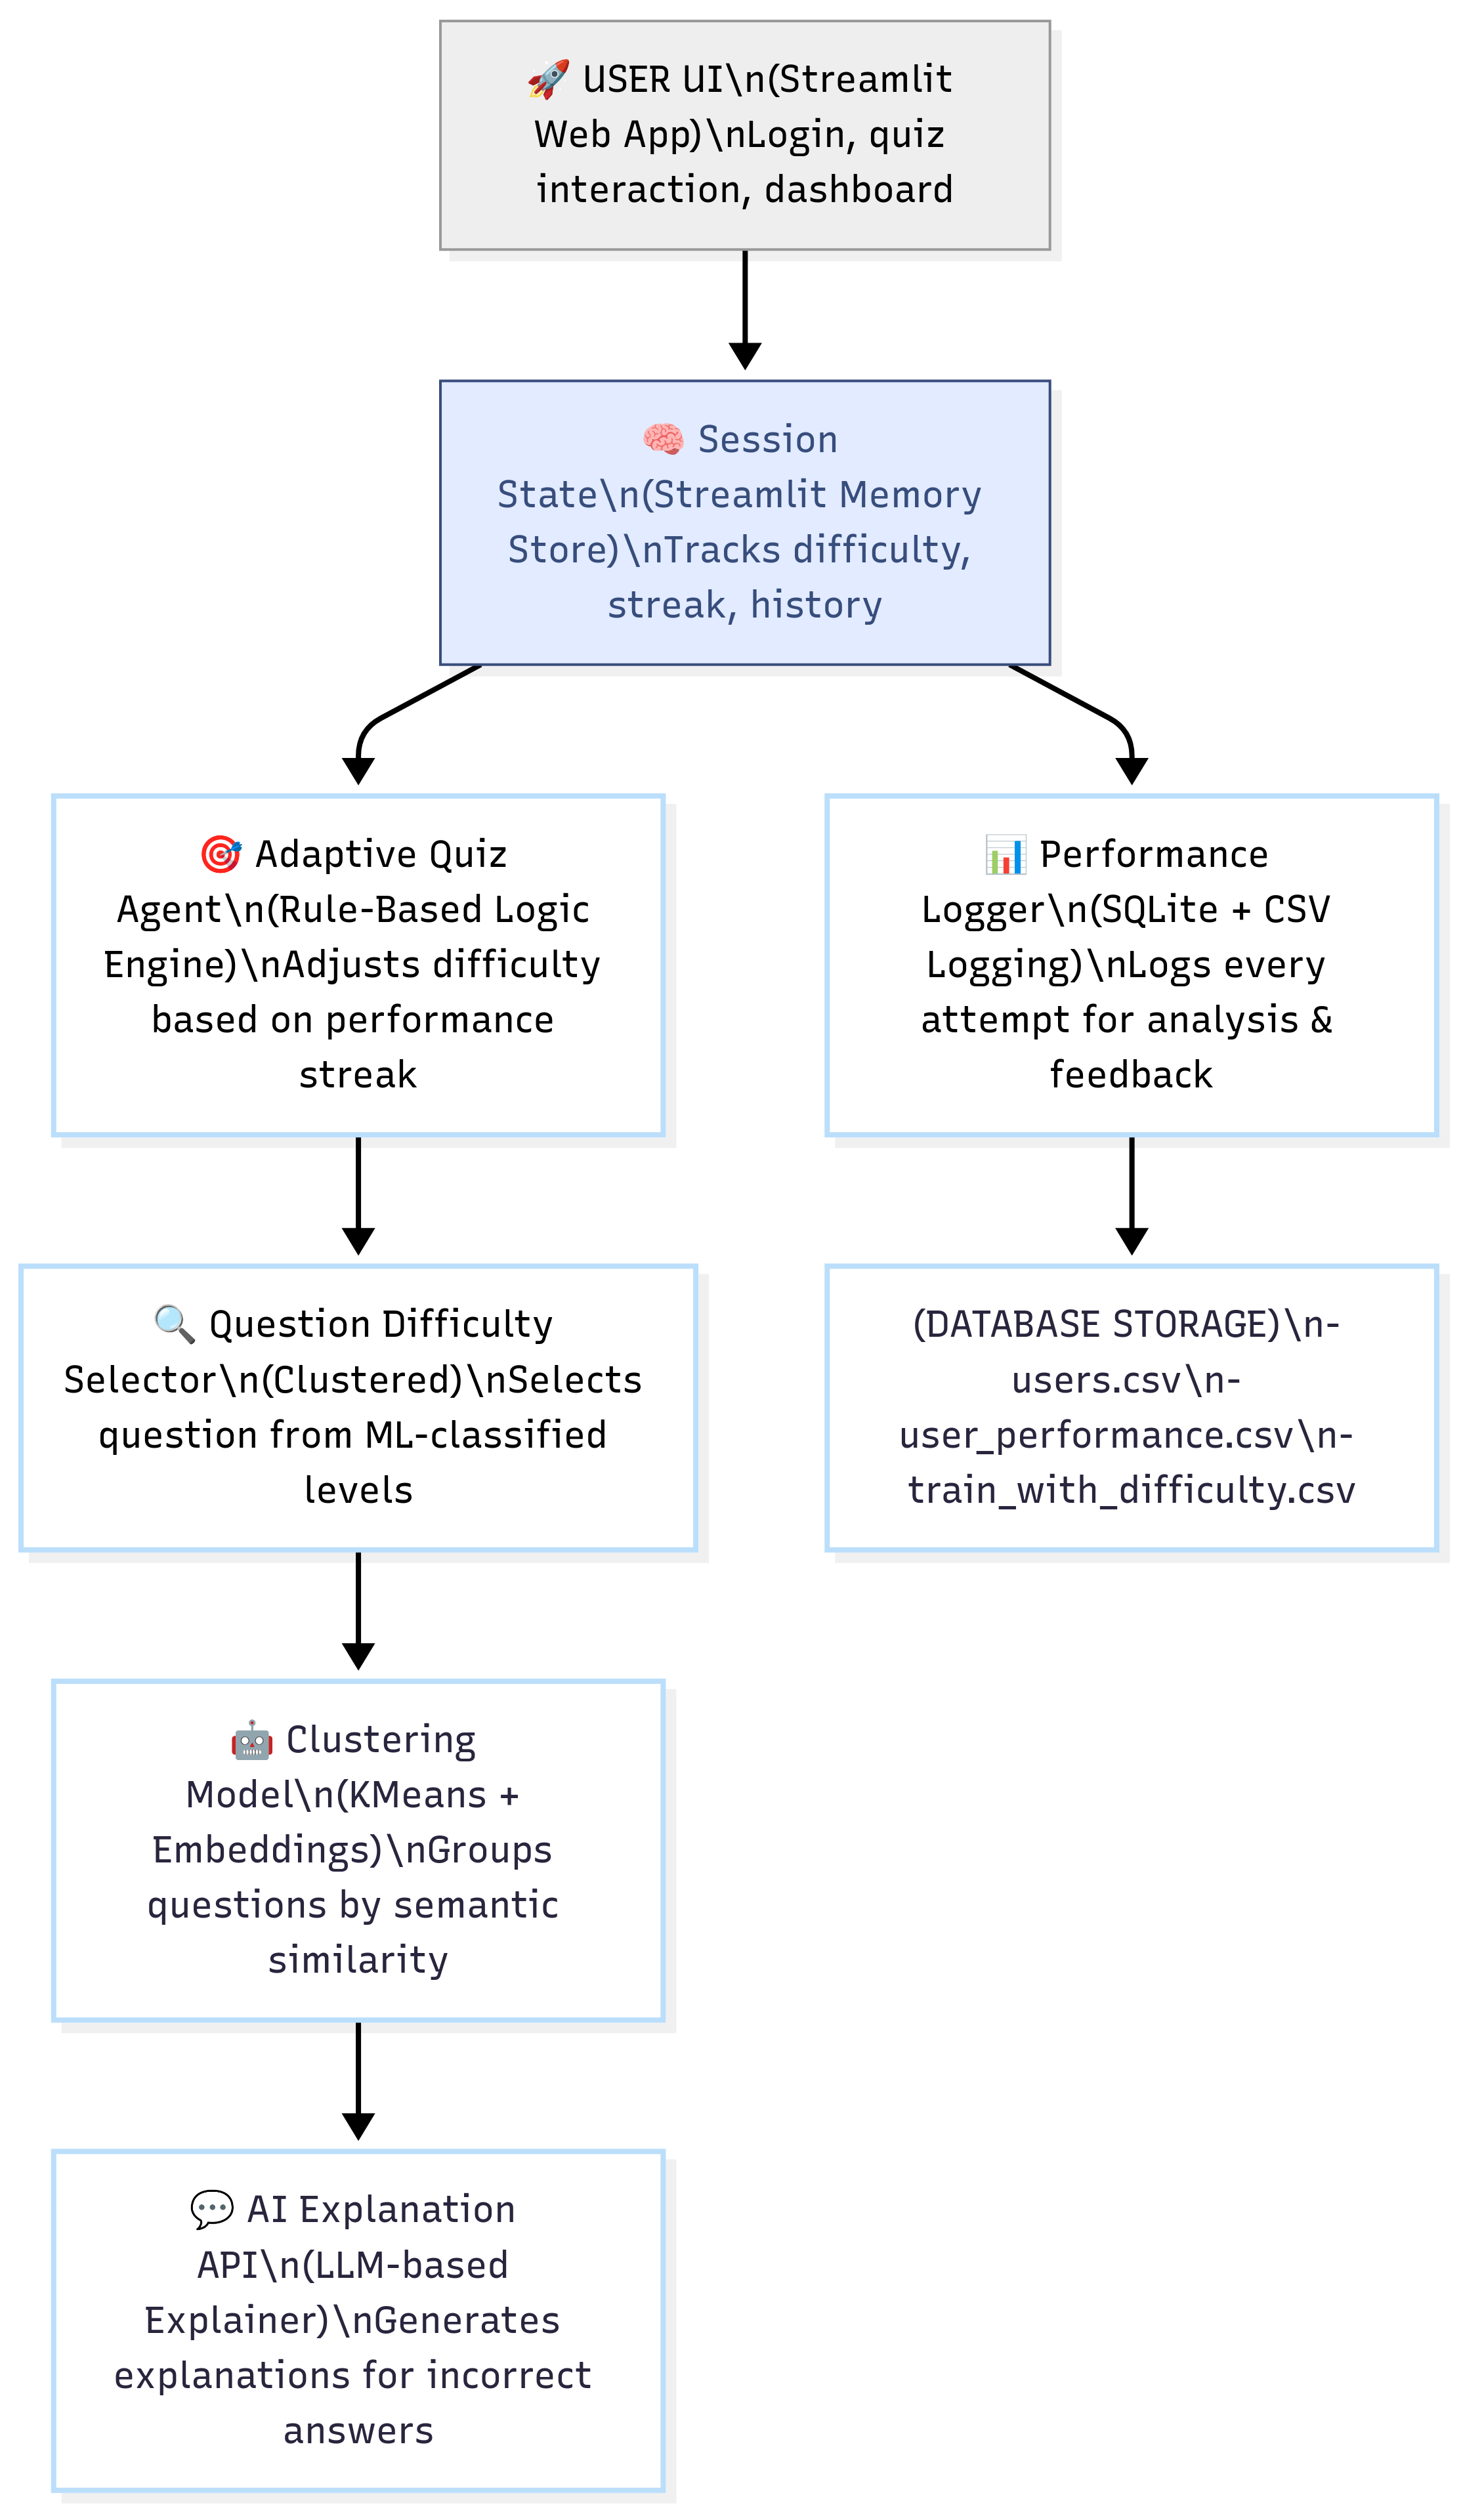 🚀 USER UI\n(Streamlit
Web App)\nLogin, quiz
interaction, dashboard
🧠 Session
State\n(Streamlit Memory
Store)\nTracks difficulty,
streak, history
🎯 Adaptive Quiz
Agent\n(Rule-Based Logic
Engine)\nAdjusts difficulty
based on performance
streak
📊 Performance
Logger\n(SQLite + CSV
Logging)\nLogs every
attempt for analysis &
feedback
🔍 Question Difficulty
Selector\n(Clustered)\nSelects
question from ML-classified
levels
(DATABASE STORAGE)\n-
users.csv\n-
user_performance.csv\n-
train_with_difficulty.csv
🤖 Clustering
Model\n(KMeans +
Embeddings)\nGroups
questions by semantic
similarity
💬 AI Explanation
API\n(LLM-based
Explainer)\nGenerates
explanations for incorrect
answers